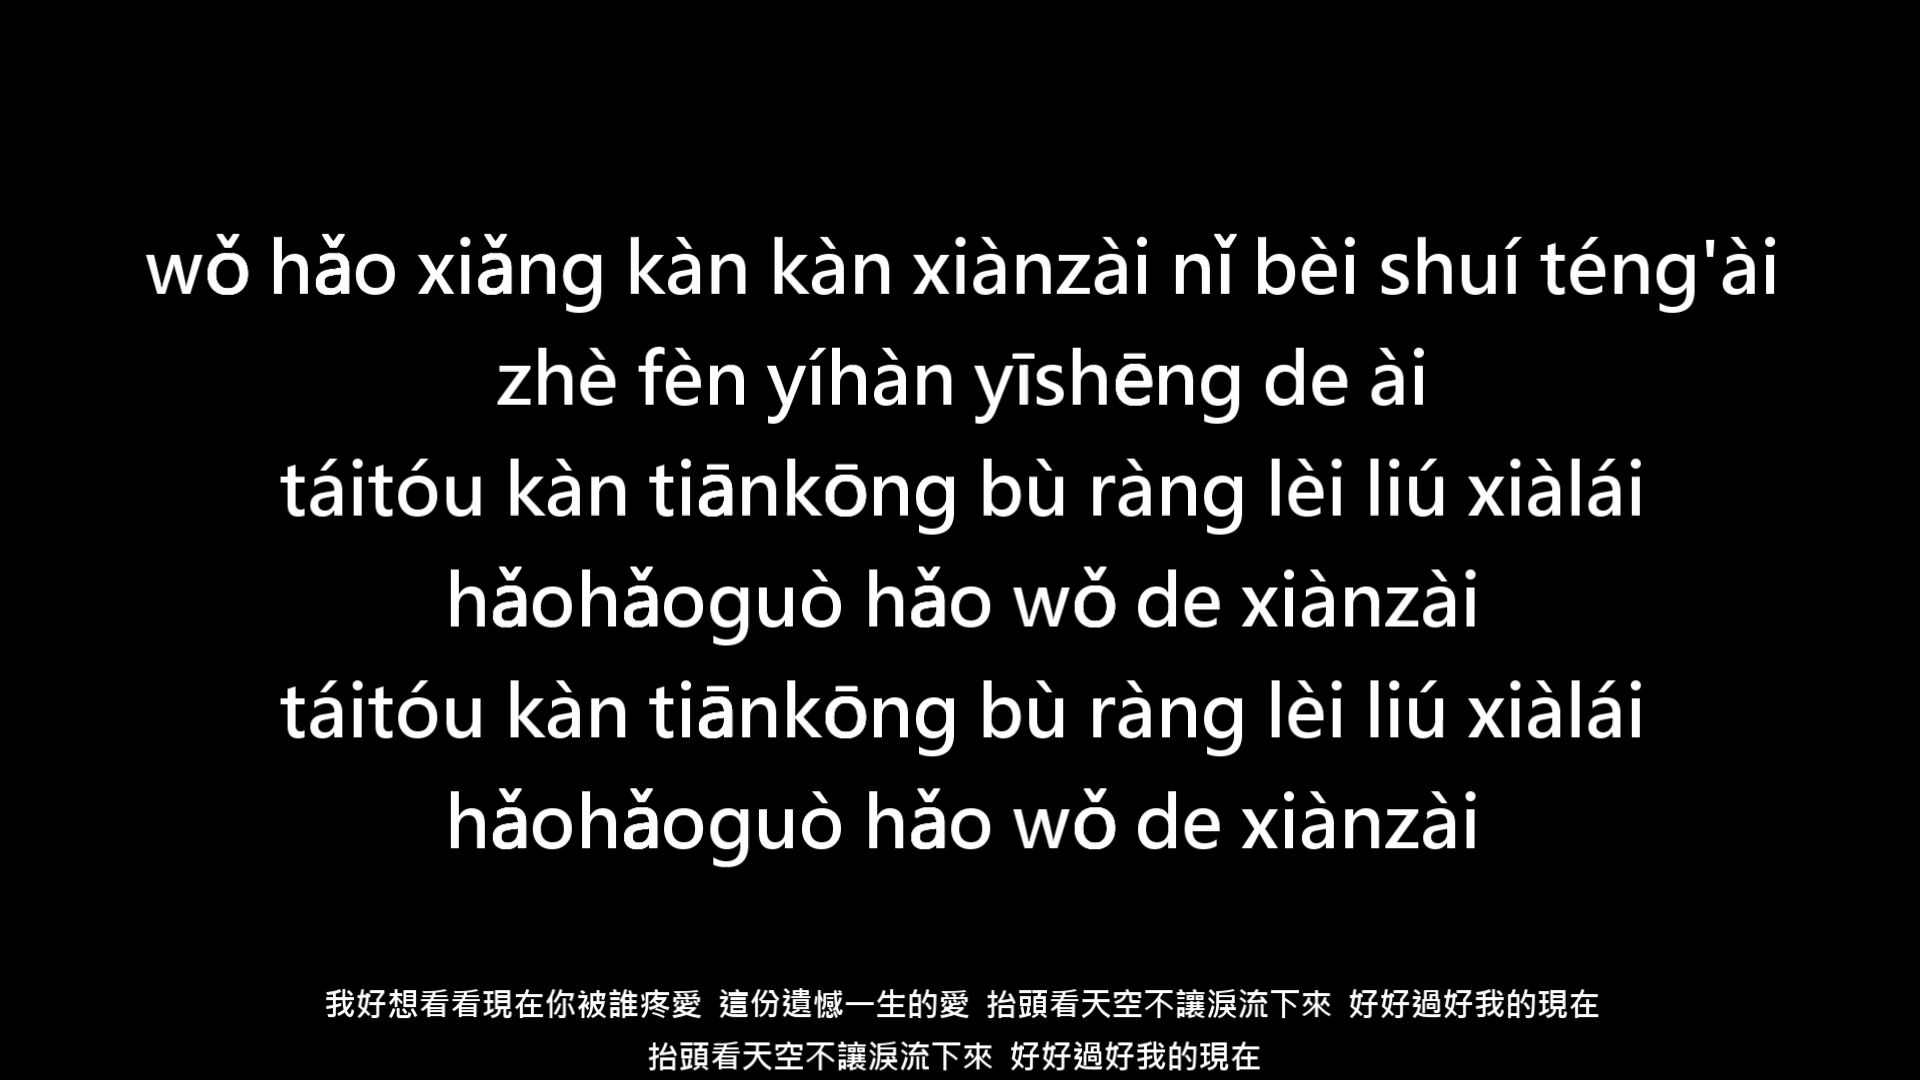 wǒ hǎo xiǎng kàn kàn xiànzài nǐ bèi shuí téng'ài
zhè fèn yíhàn yīshēng de ài
táitóu kàn tiānkōng bù ràng lèi liú xiàlái
hǎohǎoguò hǎo wǒ de xiànzài
táitóu kàn tiānkōng bù ràng lèi liú xiàlái
hǎohǎoguò hǎo wǒ de xiànzài
我好想看看現在你被誰疼愛 這份遺憾一生的愛 抬頭看天空不讓淚流下來 好好過好我的現在
抬頭看天空不讓淚流下來 好好過好我的現在